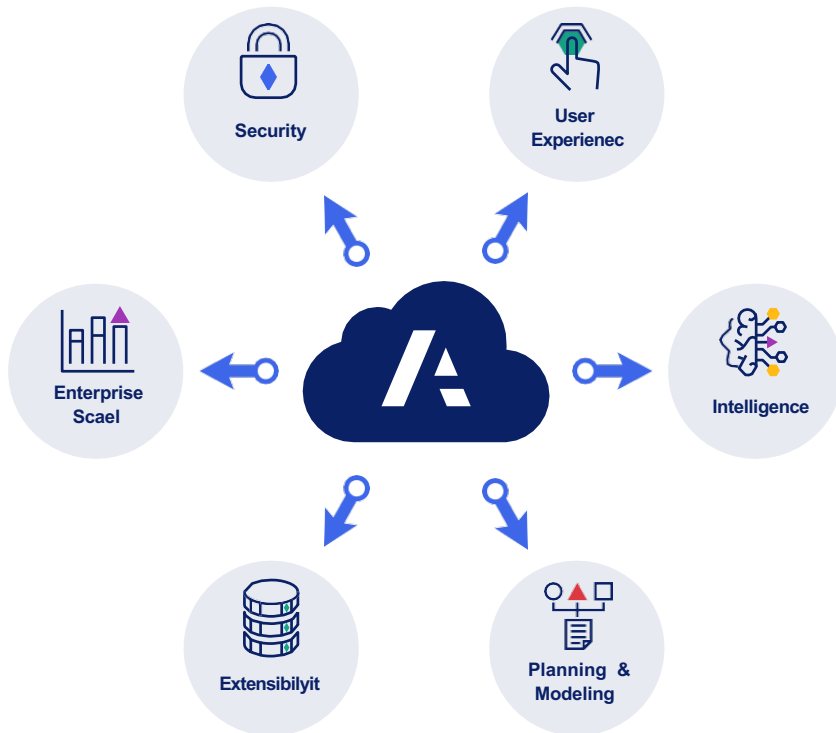 Security
User
Experienec
Enterprise
Scael
Intelligence
Extensibilyit
Planning &
Modeling